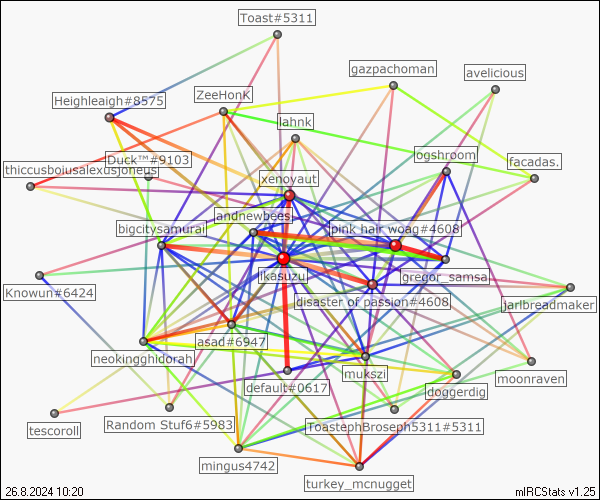 Toast#5311
gazpachoman
avelicious
ZeeHonK
Heighleaigh#8575
lahnk
Duck™#9103
ogshroom
facadas.
thiccusboiusalexusjoneus
xenoyaut
andnewbees
pink hair woag#4608
bigcitysamurai
gregor_samsa
lkasuzu
Knowun#6424
disaster of passion#4608
jarlbreadmaker
asad#6947
neokingghidorah
mukszi
moonraven
default#0617
doggerdig
tescoroll
Random Stuf6#5983
ToastephBroseph5311#5311
mingus4742
turkey_mcnugget
26.8.2024 10:20
mIRCStats v1.25